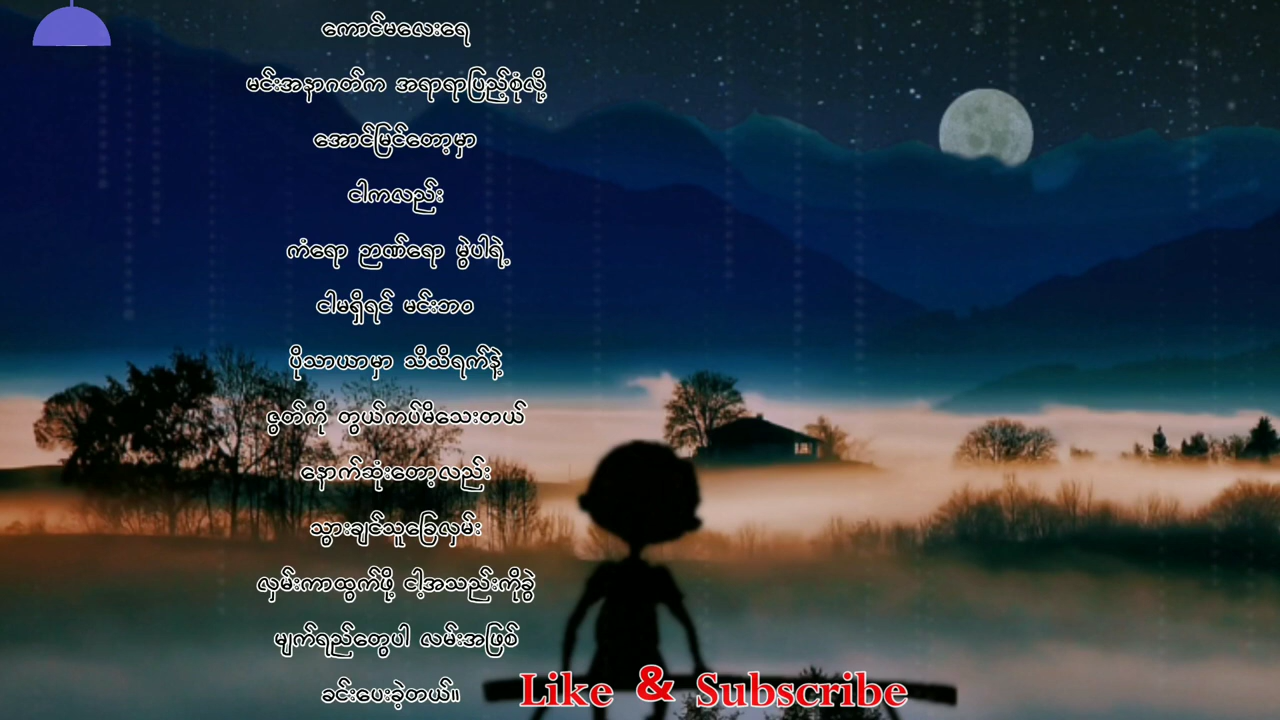 ကောင်မလေးရေ
မင်းအနာဂတ်က အရာရာပြည့်စုံလို့
အောင်မြင်တော့မှာ
ငါကလည်း
ကံရော ဉာဏ်ရော မွဲပါရဲ့
ငါမရှိရင် မင်းဘဝ
ပိုသာယာမှာ သိသိရက်နဲ့
ဇွတ်ကို တွယ်ကပ်မိသေးတယ်
နောက်ဆုံးတော့လည်း
သွားချင်သူခြေလှမ်း
လှမ်းကာထွက်ဖို့ ငါ့အသည်းကိုခွဲ
မျက်ရည်တွေပါ လမ်းအဖြစ်
ခင်းပေးခဲ့တယ်။
Like & Subscribe